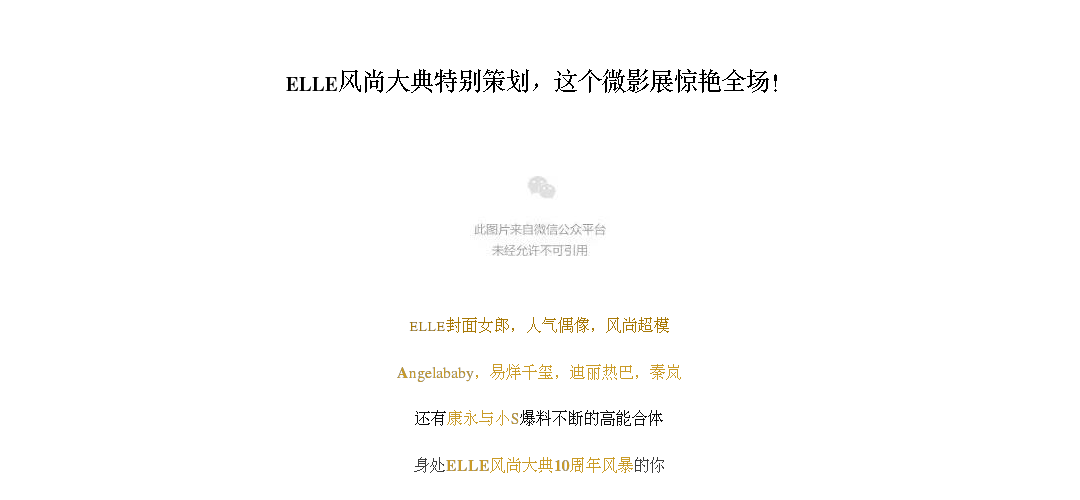 ELLE风尚大典特别策划，这个微影展惊艳全场!
此图片来自微信公众平台
未经允许不可引用
ELLE封面女郎，人气偶像，风尚超模
Angelababy，易烊千玺，迪丽热巴，秦岚
还有康永与小S爆料不断的高能合体
身处ELLE风尚大典10周年风暴的你